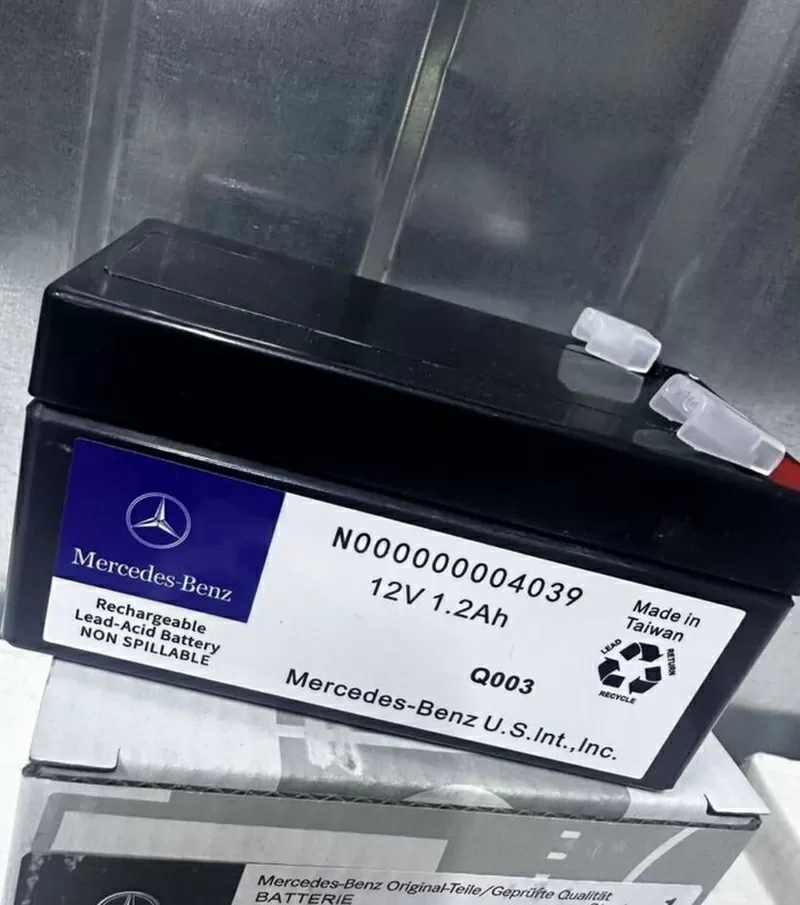 Mercedes-Benz
Rechargeable
Lead-Acid Battery
NON SPILLABLE
N000000004039
12V 1.2Ah
Made in
Taiwan
LEAD
RETURN
RECYCLE
Q003
Mercedes-Benz U.S.Int.,Inc.
Mercedes-Benz Original-Teile/Geprüfte Qualität
BATTERIE